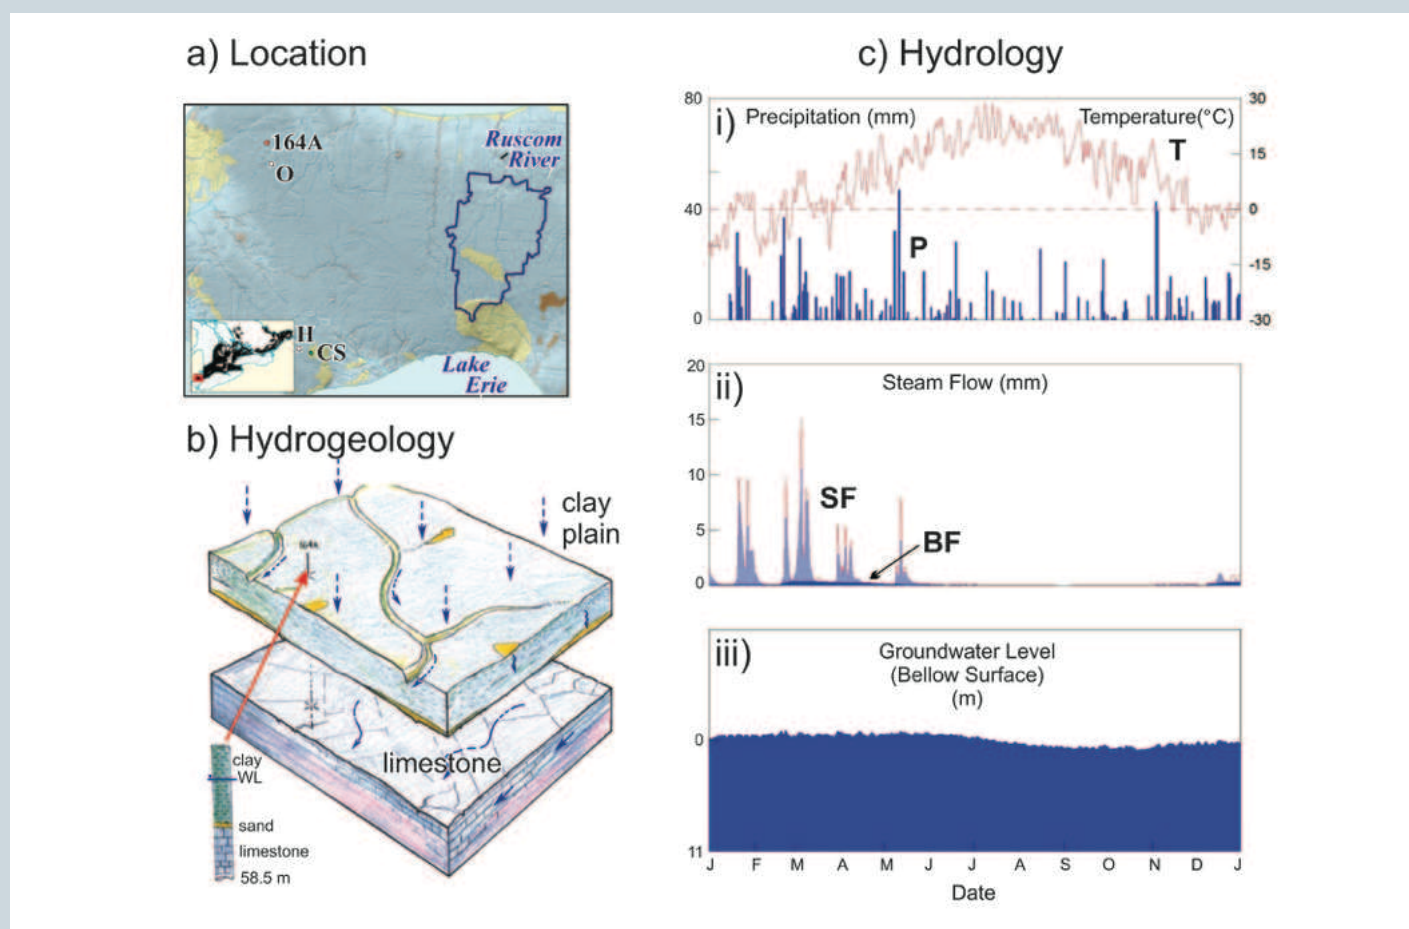 a) Location
164A
O
Ruscom
River
H
CS
Lake
Erie
b) Hydrogeology
clay
plain
164A
limestone
clay
WL
sand
limestone
58.5 m
c) Hydrology
i)
Precipitation (mm)
Temperature(°C)
80
40
0
30
15
0
-15
-30
T
P
ii)
Steam Flow (mm)
20
15
10
5
0
SF
BF
iii)
Groundwater Level
(Bellow Surface)
(m)
0
11
J F M A M J J A S O N D J
Date